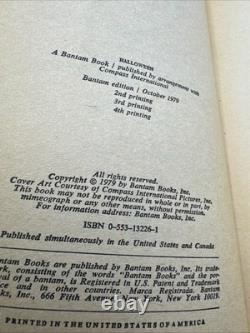 HALLOWEEN
A Bantam Book / published by arrangement with
Compass International
Bantam edition / October 1979
2nd printing
3rd printing
4th printing
All rights reserved.
Copyright © 1979 by Bantam Books, Inc.
Cover Art Courtesy of Compass International Pictures, Inc.
This book may not be reproduced in whole or in part, by
mimeograph or any other means, without permission.
For information address: Bantam Books, Inc.
ISBN 0-553-13226-1
Published simultaneously in the United States and Canada
Bantam Books are published by Bantam Books, Inc. Its trade-
mark, consisting of the words "Bantam Books" and the por-
of a bantam, is Registered in U.S. Patent and Trademark
and in other countries. Marca Registrada. Bantam
Books, Inc., 666 Fifth Avenue, New York, New York 10019.
PRINTED IN THE UNITED STATES OF AMERICA
worthpoint